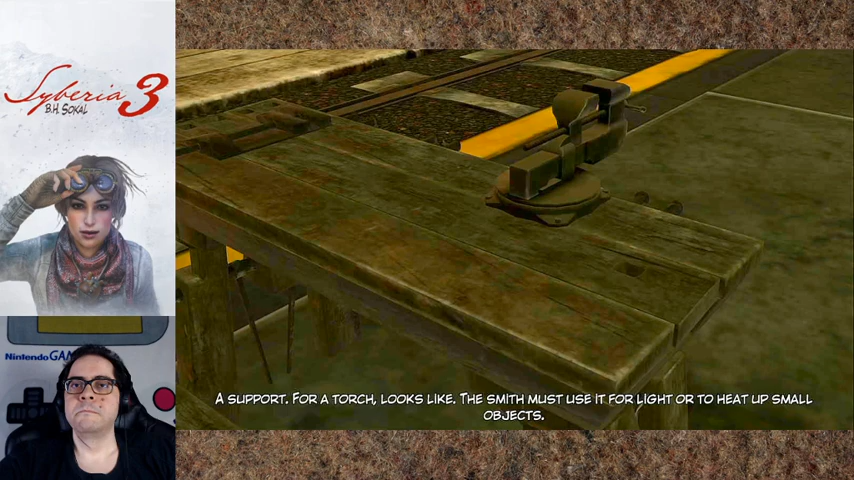 Syberia 3
B.H. SOKAL
Nintendo GAM
A SUPPORT. FOR A TORCH, LOOKS LIKE. THE SMITH MUST USE IT FOR LIGHT OR TO HEAT UP SMALL
OBJECTS.